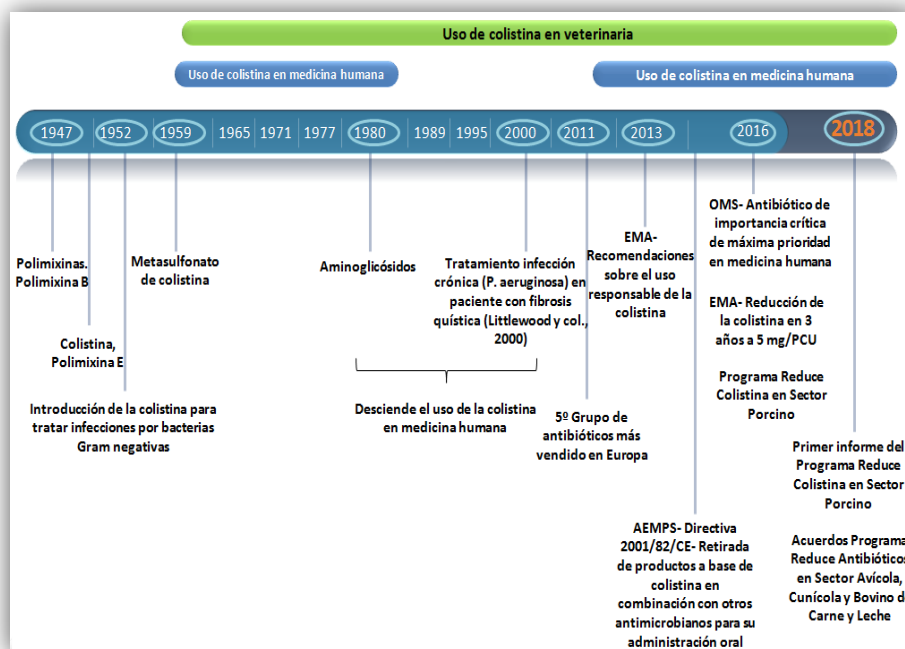 Uso de colistina en veterinaria
Uso de colistina en medicina humana
Uso de colistina en medicina humana
1947
1952
1959
1965
1971
1977
1980
1989
1995
2000
2011
2013
2016
2018
Polimixinas.
Polimixina B
Colistina,
Polimixina E
Introducción de la colistina para
tratar infecciones por bacterias
Gram negativas
Metasulfonato
de colistina
Aminoglicósidos
Tratamiento infección
crónica (P. aeruginosa) en
paciente con fibrosis
quística (Littlewood y col.,
2000)
Desciende el uso de la colistina
en medicina humana
5º Grupo de
antibióticos más
vendido en Europa
EMA-
Recomendaciones
sobre el uso
responsable de la
colistina
AEMPS- Directiva
2001/82/CE- Retirada
de productos a base de
colistina en
combinación con otros
antimicrobianos para su
administración oral
OMS- Antibiótico de
importancia crítica
de máxima prioridad
en medicina humana
EMA- Reducción de
la colistina en 3
años a 5 mg/PCU
Programa Reduce
Colistina en Sector
Porcino
Primer informe del
Programa Reduce
Colistina en Sector
Porcino
Acuerdos Programa
Reduce Antibióticos
en Sector Avícola,
Cunícola y Bovino d
Carne y Leche